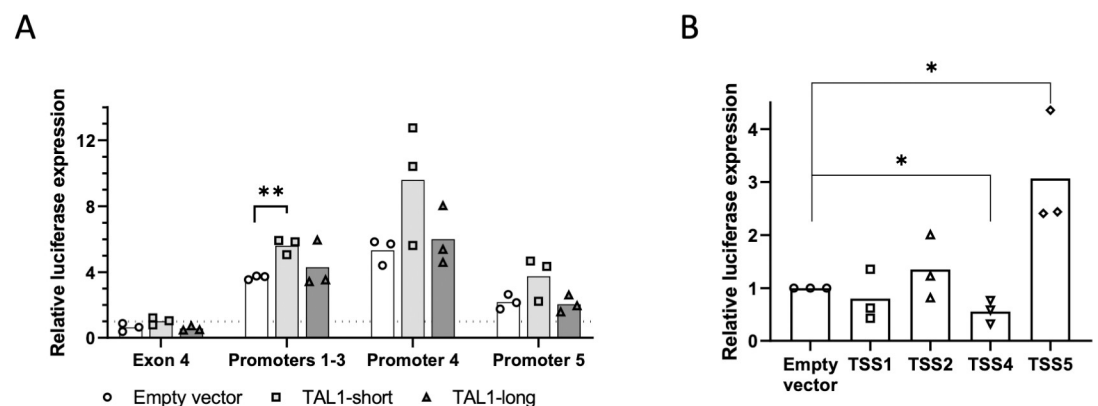 A
Relative luciferase expression
12
8
4
0
**
Exon 4 Promoters 1-3 Promoter 4 Promoter 5
Empty vector TAL1-short TAL1-long
B
Relative luciferase expression
4
3
2
1
0
*
*
Empty vector TSS1 TSS2 TSS4 TSS5